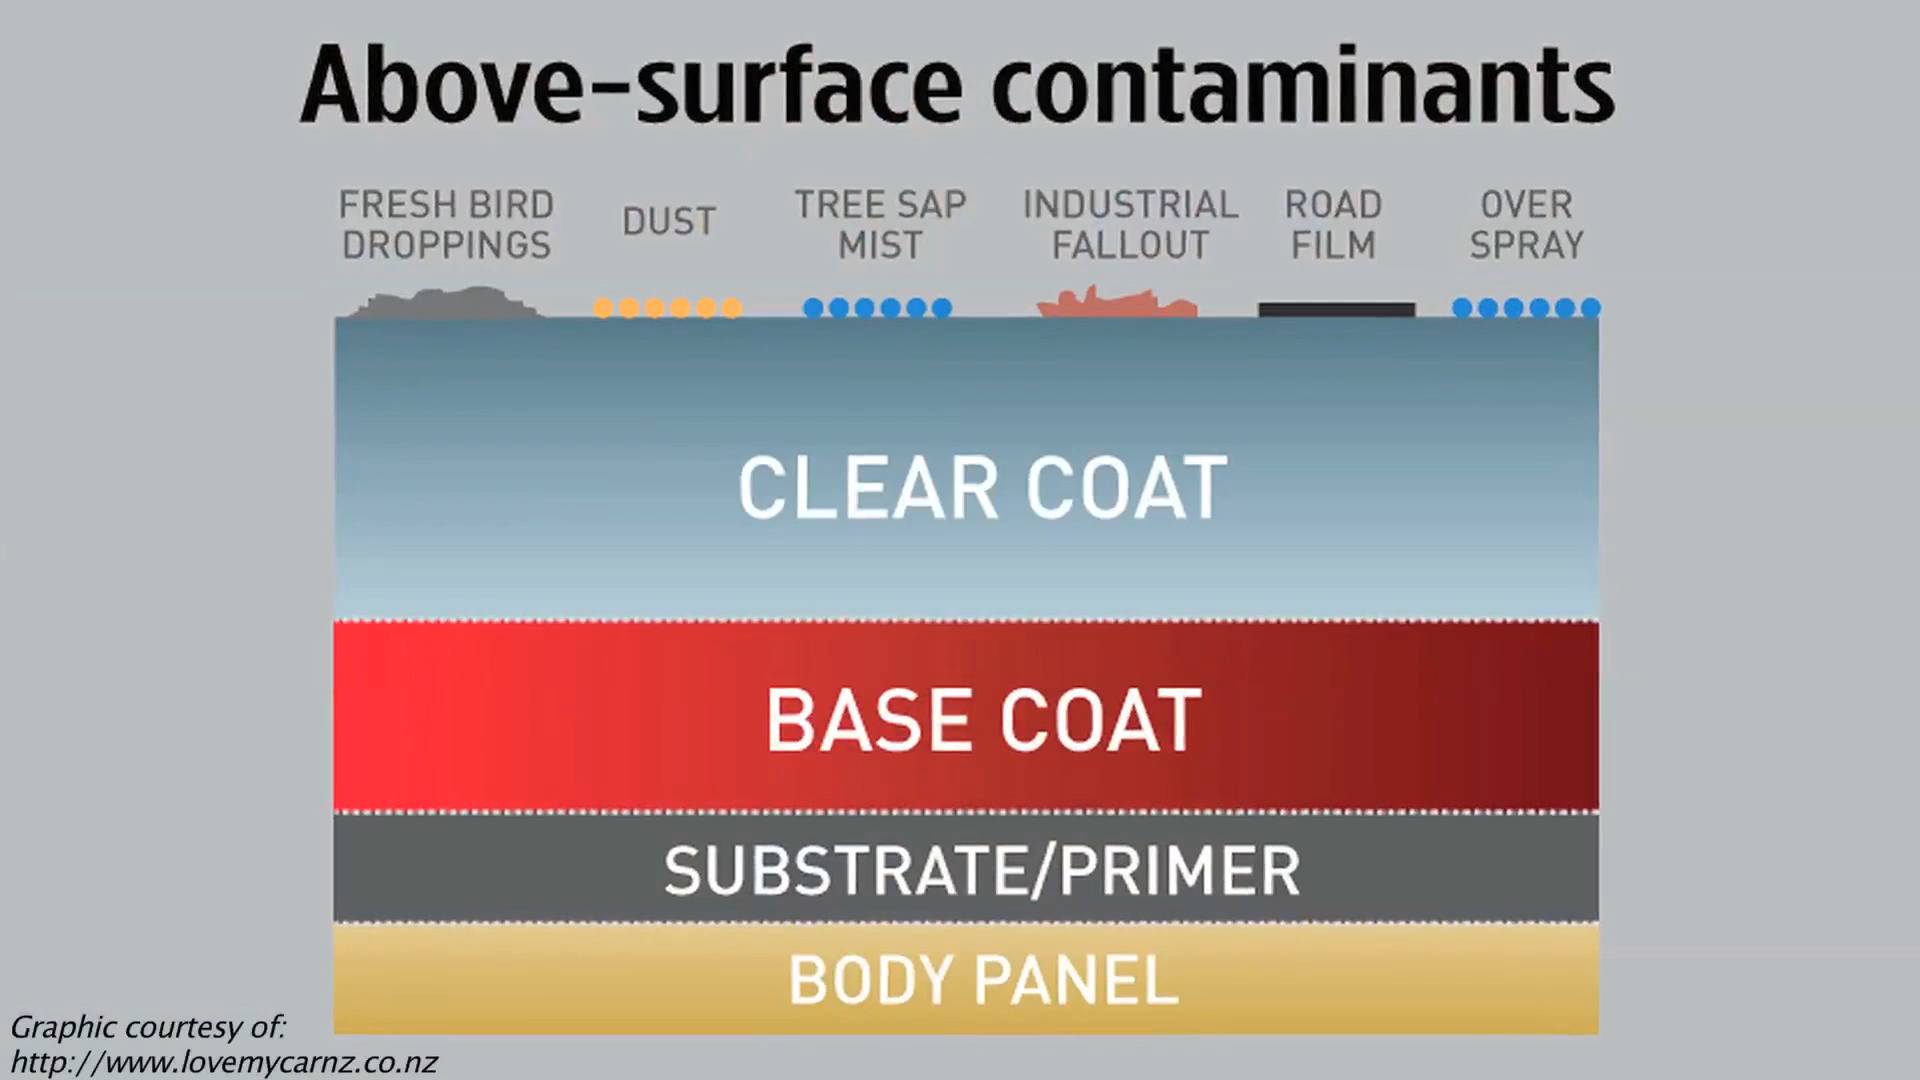 Above-surface contaminants
FRESH BIRD
DROPPINGS
DUST
TREE SAP
MIST
INDUSTRIAL
FALLOUT
ROAD
FILM
OVER
SPRAY
CLEAR COAT
BASE COAT
SUBSTRATE/PRIMER
BODY PANEL
Graphic courtesy of:
http://www.lovemycarnz.co.nz